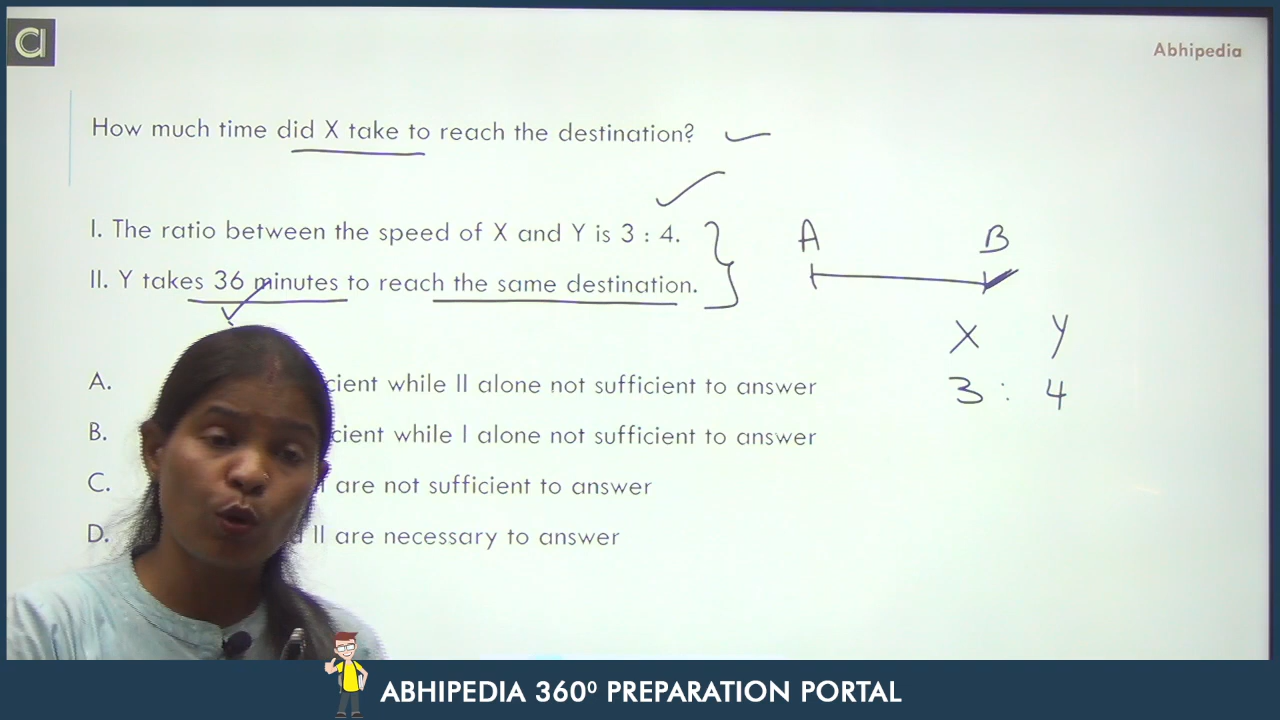 Abhipedia
How much time did X take to reach the destination?
I. The ratio between the speed of X and Y is 3 : 4.
II. Y takes 36 minutes to reach the same destination.
A B
X Y
3 : 4
A. cient while II alone not sufficient to answer
B. cient while I alone not sufficient to answer
C. are not sufficient to answer
D. II are necessary to answer
ABHIPEDIA 360⁰ PREPARATION PORTAL